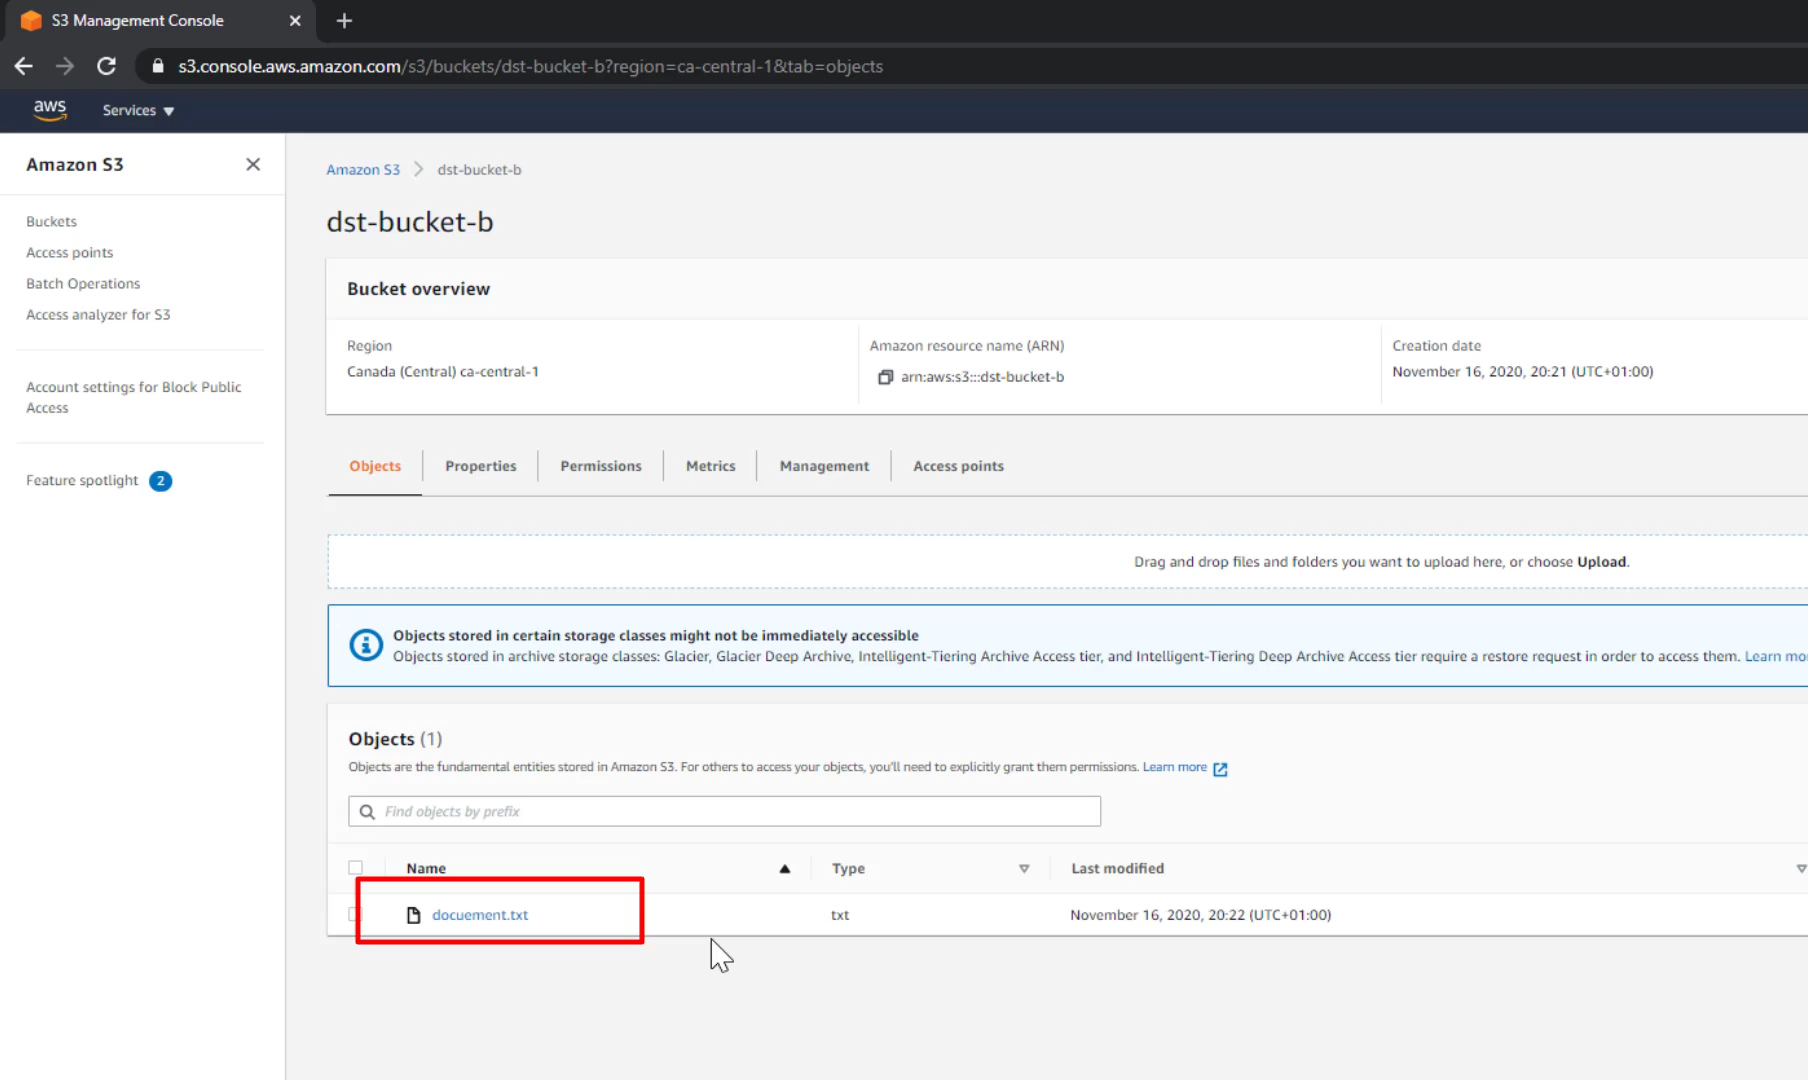 S3 Management Console
s3.console.aws.amazon.com/s3/buckets/dst-bucket-b?region=ca-central-1&tab=objects
aws Services
Amazon S3
Buckets
Access points
Batch Operations
Access analyzer for S3
Account settings for Block Public
Access
Feature spotlight 2
Amazon S3 dst-bucket-b
dst-bucket-b
Bucket overview
Region
Canada (Central) ca-central-1
Amazon resource name (ARN)
arn:aws:s3:::dst-bucket-b
Creation date
November 16, 2020, 20:21 (UTC+01:00)
Objects Properties Permissions Metrics Management Access points
Drag and drop files and folders you want to upload here, or choose Upload.
Objects stored in certain storage classes might not be immediately accessible
Objects stored in archive storage classes: Glacier, Glacier Deep Archive, Intelligent-Tiering Archive Access tier, and Intelligent-Tiering Deep Archive Access tier require a restore request in order to access them. Learn mo
Objects (1)
Objects are the fundamental entities stored in Amazon S3. For others to access your objects, you'll need to explicitly grant them permissions. Learn more
Find objects by prefix
Name Type Last modified
docuement.txt txt November 16, 2020, 20:22 (UTC+01:00)